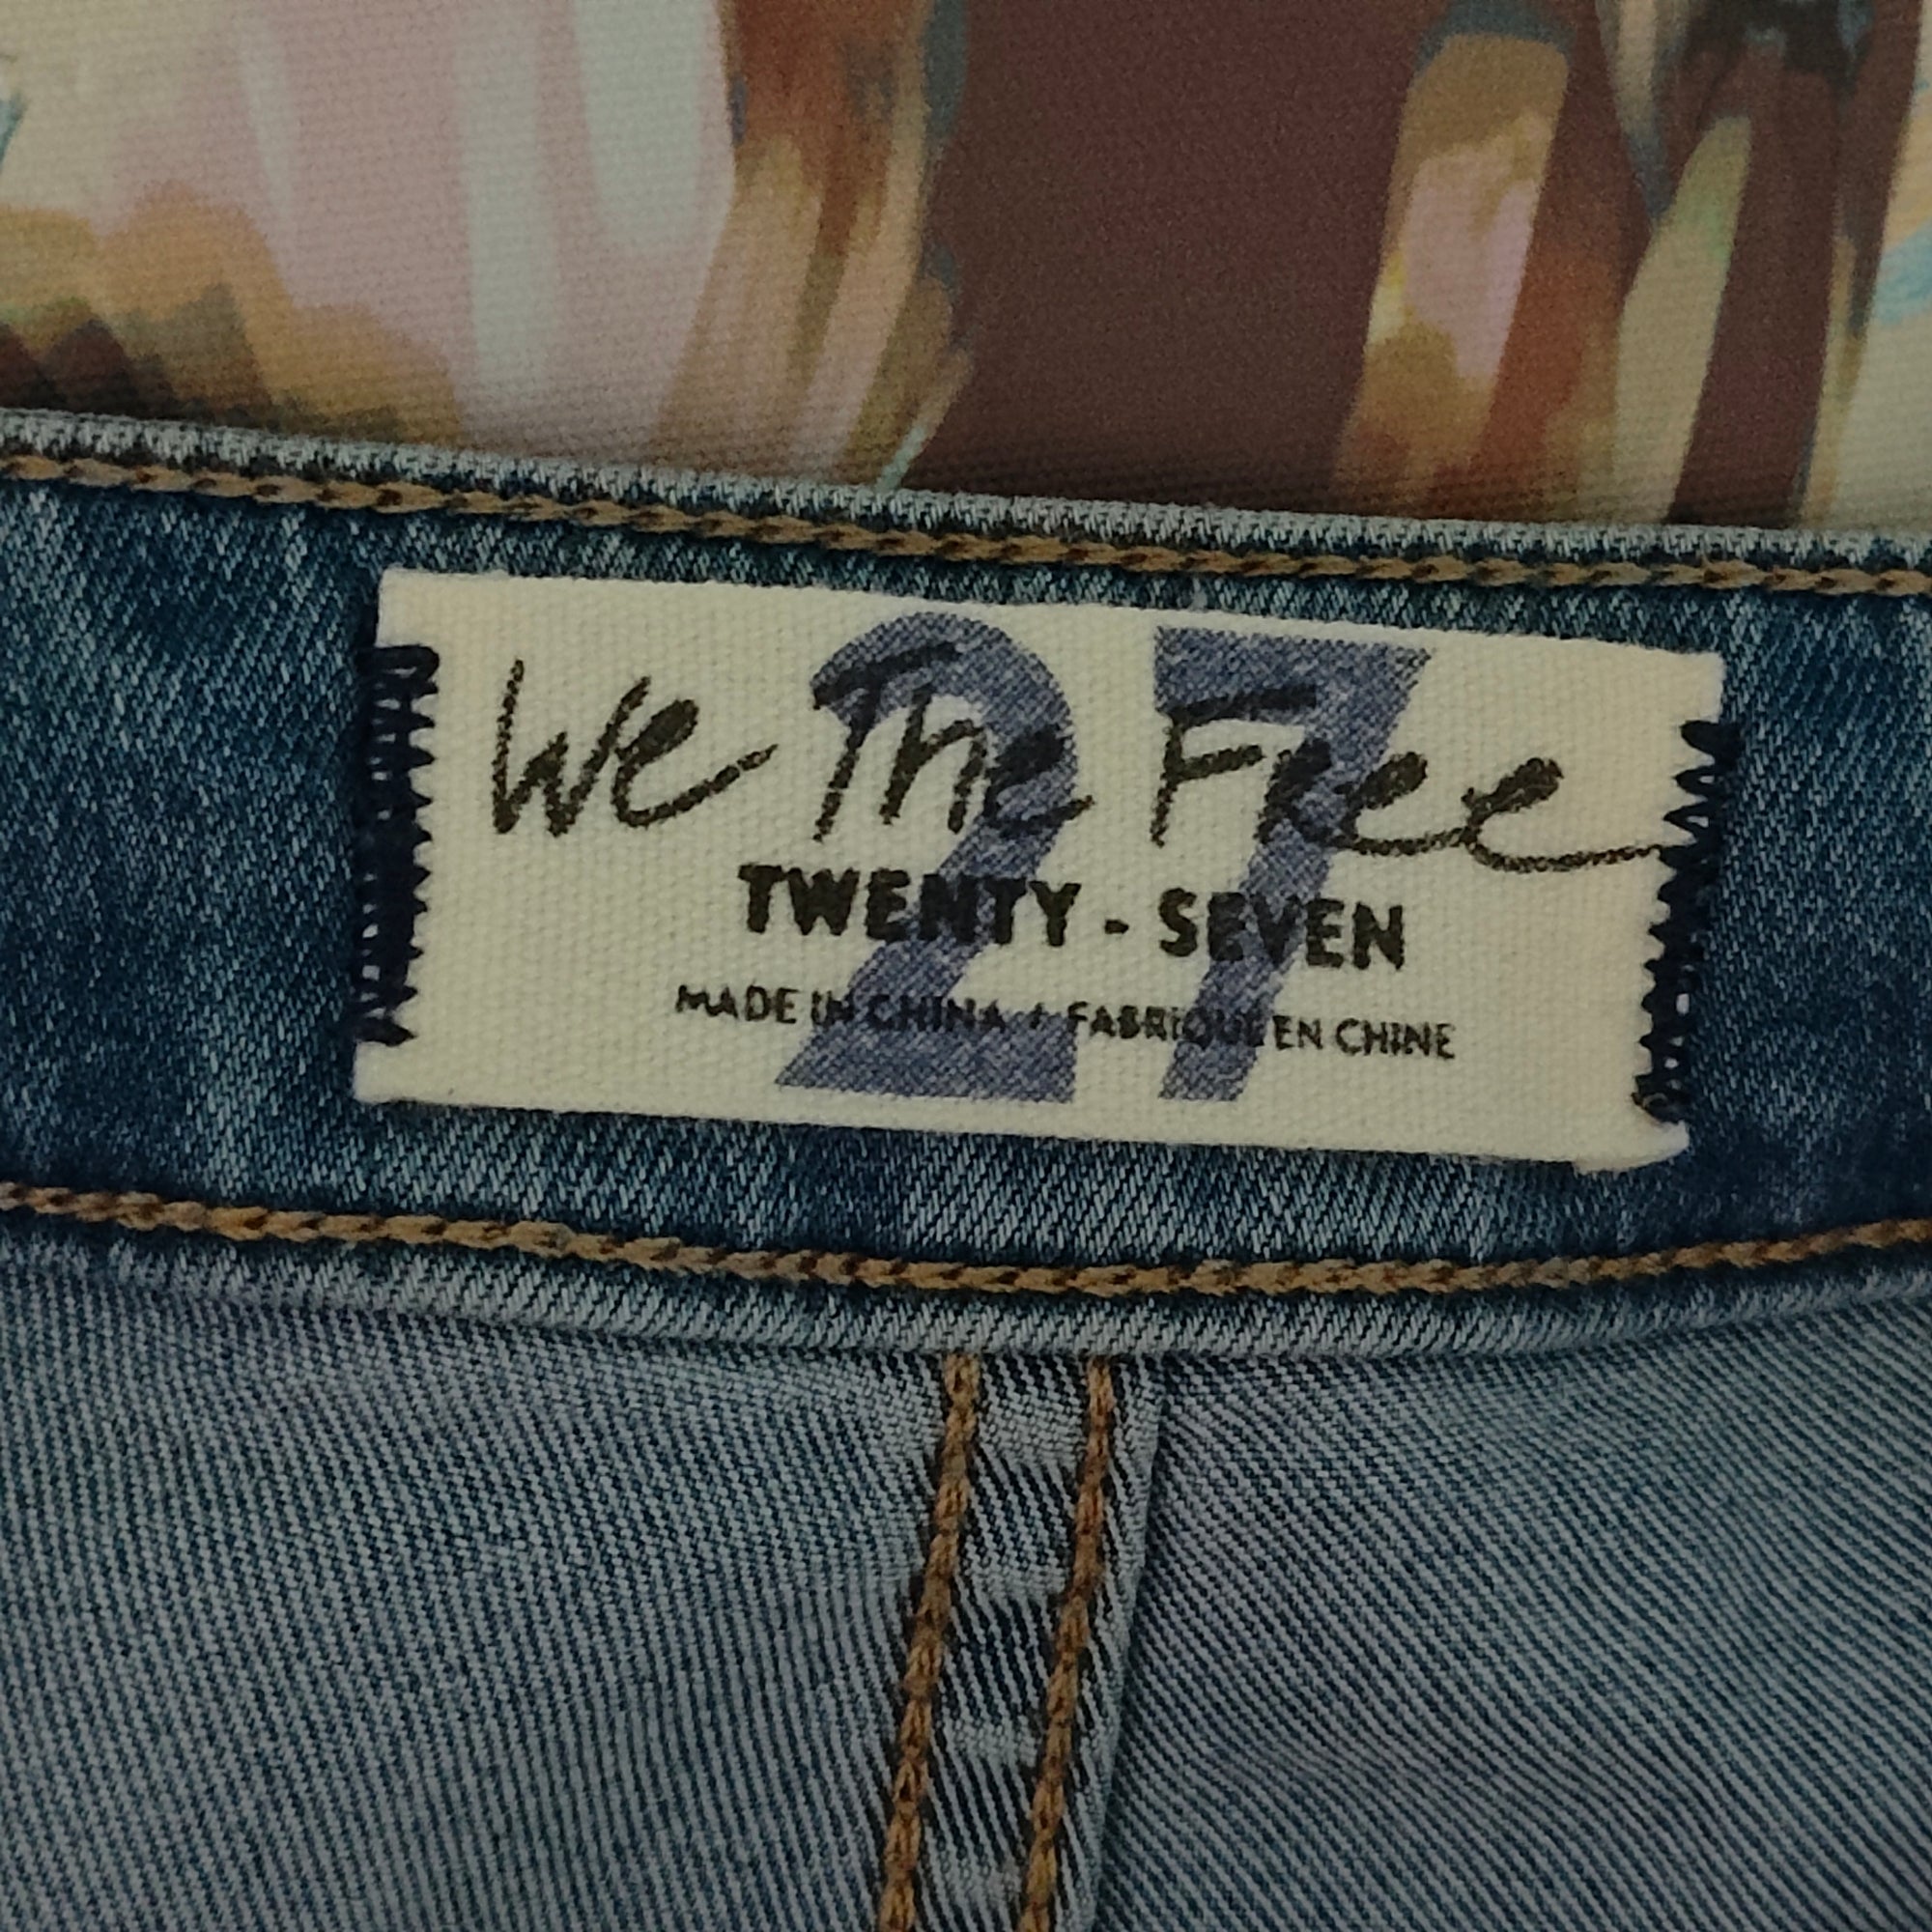 27
We The Free
TWENTY - SEVEN
MADE IN CHINA / FABRIQUE EN CHINE